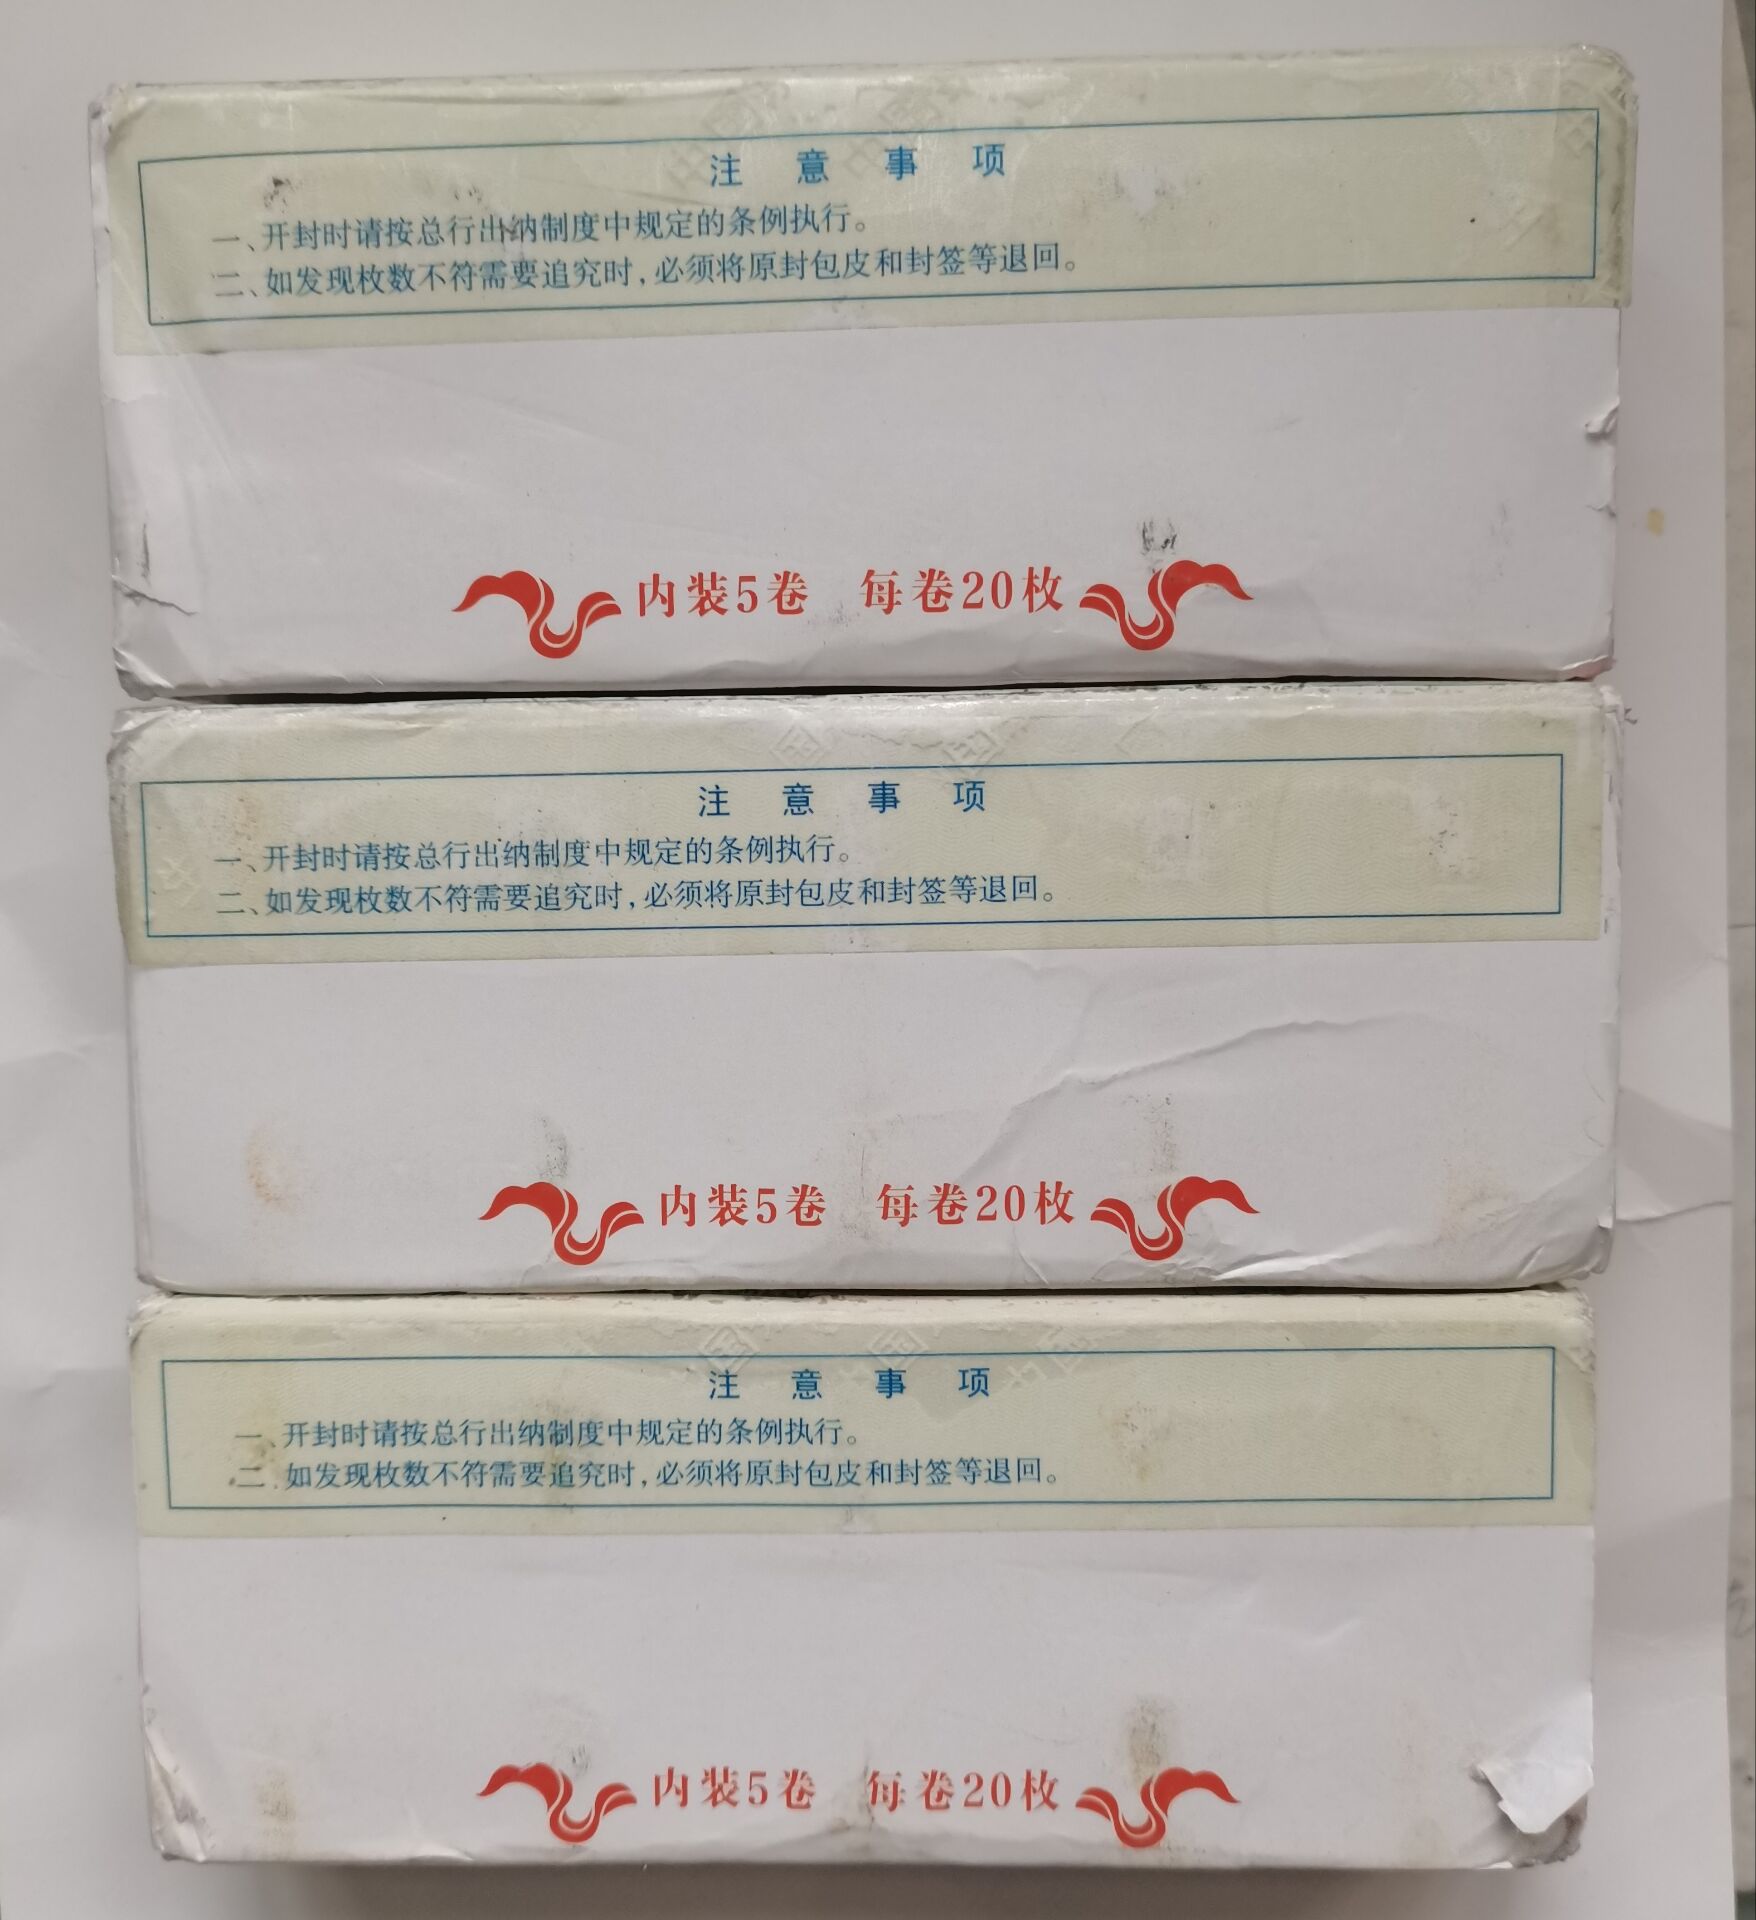 注意事项
一、开封时请按总行出纳制度中规定的条例执行。
二、如发现枚数不符需要追究时，必须将原封包皮和封签等退回。
内装5卷 每卷20枚
注意事项
一、开封时请按总行出纳制度中规定的条例执行。
二、如发现枚数不符需要追究时，必须将原封包皮和封签等退回。
内装5卷 每卷20枚
注意事项
一、开封时请按总行出纳制度中规定的条例执行。
二、如发现枚数不符需要追究时，必须将原封包皮和封签等退回。
内装5卷 每卷20枚